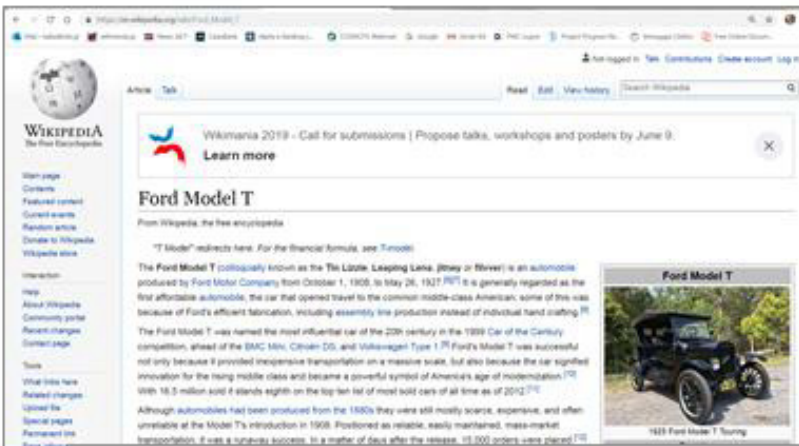 Not logged in Talk Contributions Create account Log in
Article Talk
Read Edit View history Search Wikipedia
WIKIPEDIA
The Free Encyclopedia
Wikimania 2019 - Call for submissions | Propose talks, workshops and posters by June 9.
Learn more
Main page
Contents
Featured content
Current events
Random article
Donate to Wikipedia
Wikipedia store
Interaction
Help
About Wikipedia
Community portal
Recent changes
Contact page
Tools
What links here
Related changes
Upload file
Special pages
Permanent link
Ford Model T
From Wikipedia, the free encyclopedia
"T Model" redirects here. For the financial formula, see T-model.
The Ford Model T (colloquially known as the Tin Lizzie, Leaping Lena, jitney or flivver) is an automobile
produced by Ford Motor Company from October 1, 1908, to May 26, 1927. It is generally regarded as the
first affordable automobile, the car that opened travel to the common middle-class American; some of this was
because of Ford's efficient fabrication, including assembly line production instead of individual hand crafting.
The Ford Model T was named the most influential car of the 20th century in the 1999 Car of the Century
competition, ahead of the BMC Mini, Citroën DS, and Volkswagen Type 1. Ford's Model T was successful
not only because it provided inexpensive transportation on a massive scale, but also because the car signified
innovation for the rising middle class and became a powerful symbol of America's age of modernization.
With 16.5 million sold it stands eighth on the top ten list of most sold cars of all time as of 2012.
Although automobiles had been produced from the 1880s they were still mostly scarce, expensive, and often
unreliable at the Model T's introduction in 1908. Positioned as reliable, easily maintained, mass-market
transportation, it was a runaway success. In a matter of days after the release, 15,000 orders were placed.
Ford Model T
1925 Ford Model T Touring